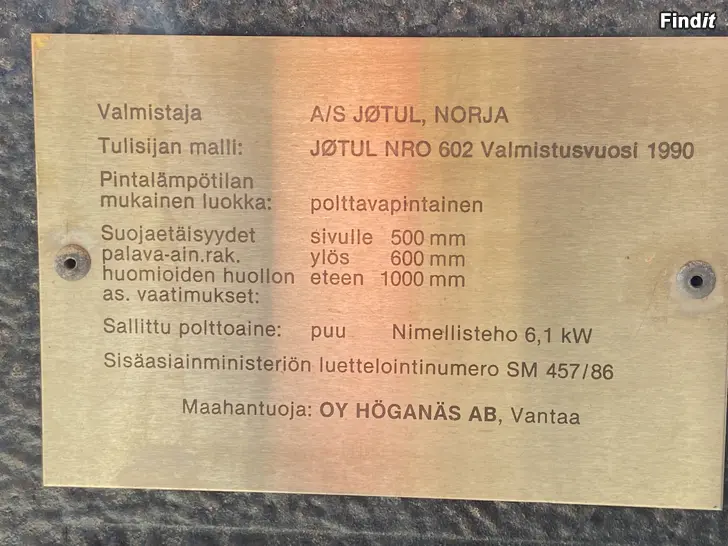 Findit
Valmistaja A/S JØTUL, NORJA
Tulisijan malli: JØTUL NRO 602 Valmistusvuosi 1990
Pintalämpötilan
mukainen luokka: polttavapintainen
Suojaetäisyydet sivulle 500 mm
palava-ain.rak. ylös 600 mm
huomioiden huollon eteen 1000 mm
as. vaatimukset:
Sallittu polttoaine: puu Nimellisteho 6,1 kW
Sisäasiainministeriön luettelointinumero SM 457/86
Maahantuoja: OY HÖGANÄS AB, Vantaa